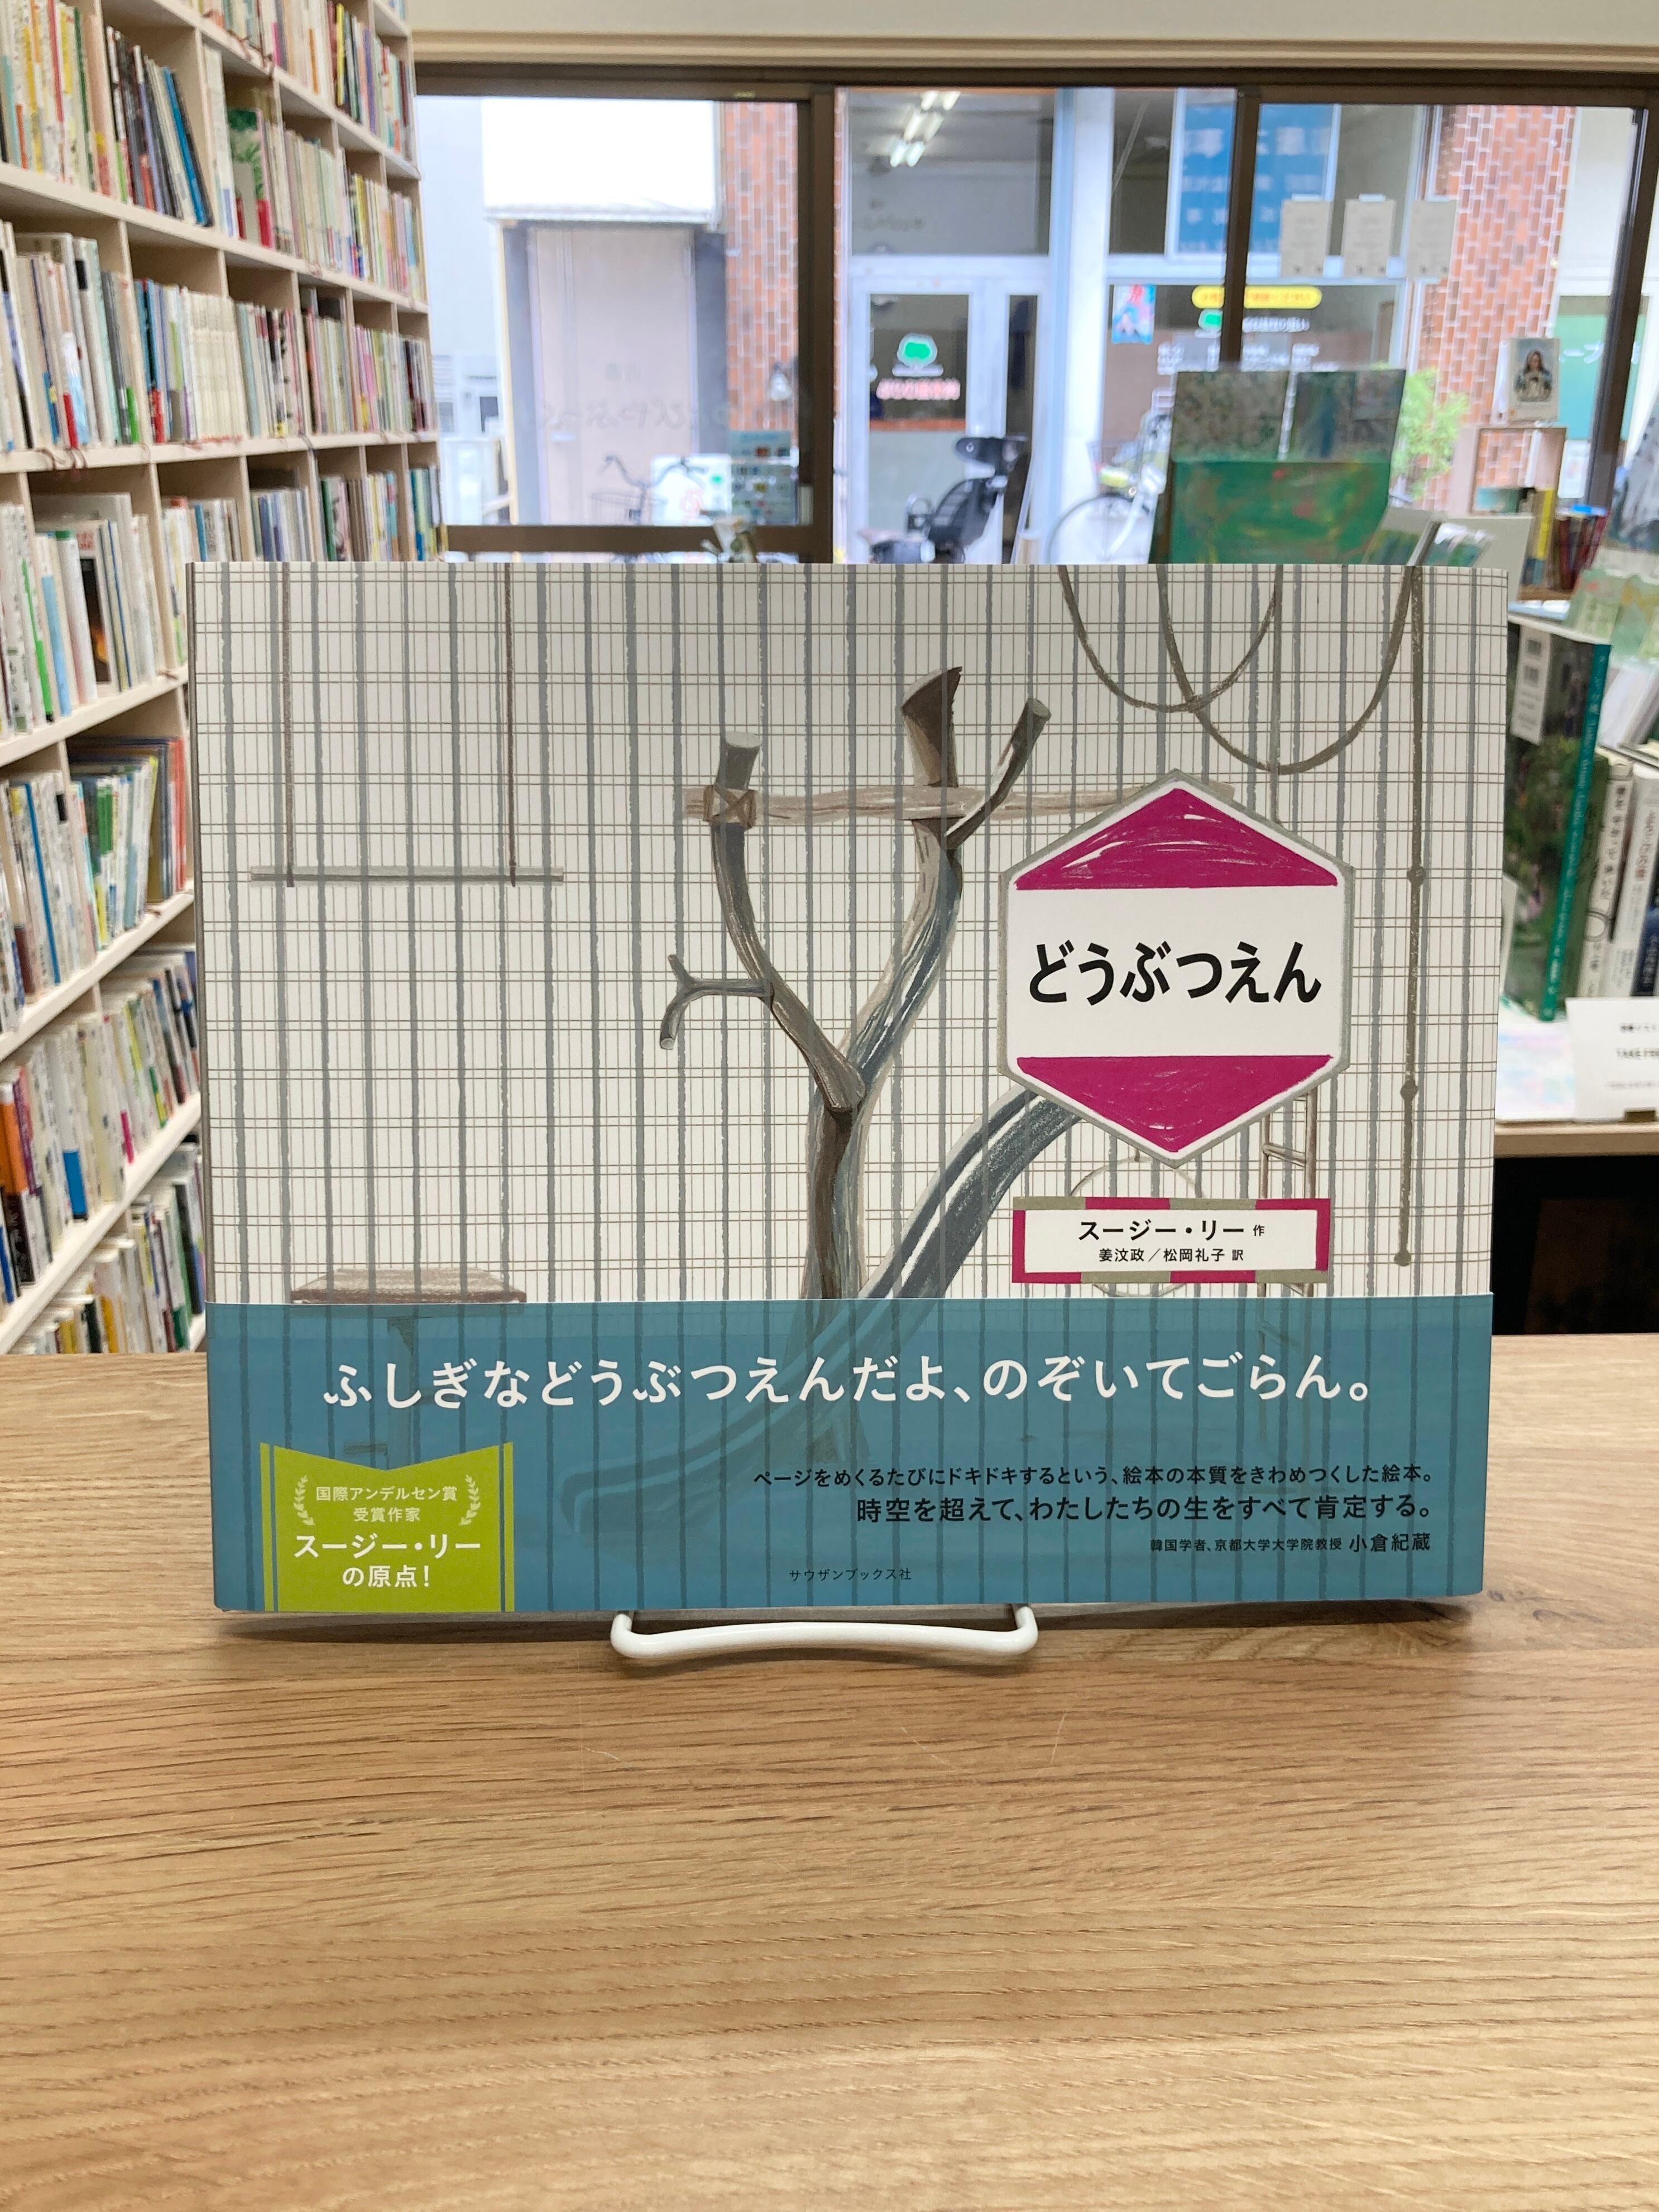 どうぶつえん
スージー・リー 作
姜汶政／松岡礼子 訳
ふしぎなどうぶつえんだよ、のぞいてごらん。
ページをめくるたびにドキドキするという、絵本の本質をきわめつくした絵本。
時空を超えて、わたしたちの生をすべて肯定する。
韓国学者、京都大学大学院教授 小倉紀蔵
国際アンデルセン賞
受賞作家
スージー・リー
の原点！
サウザンブックス社